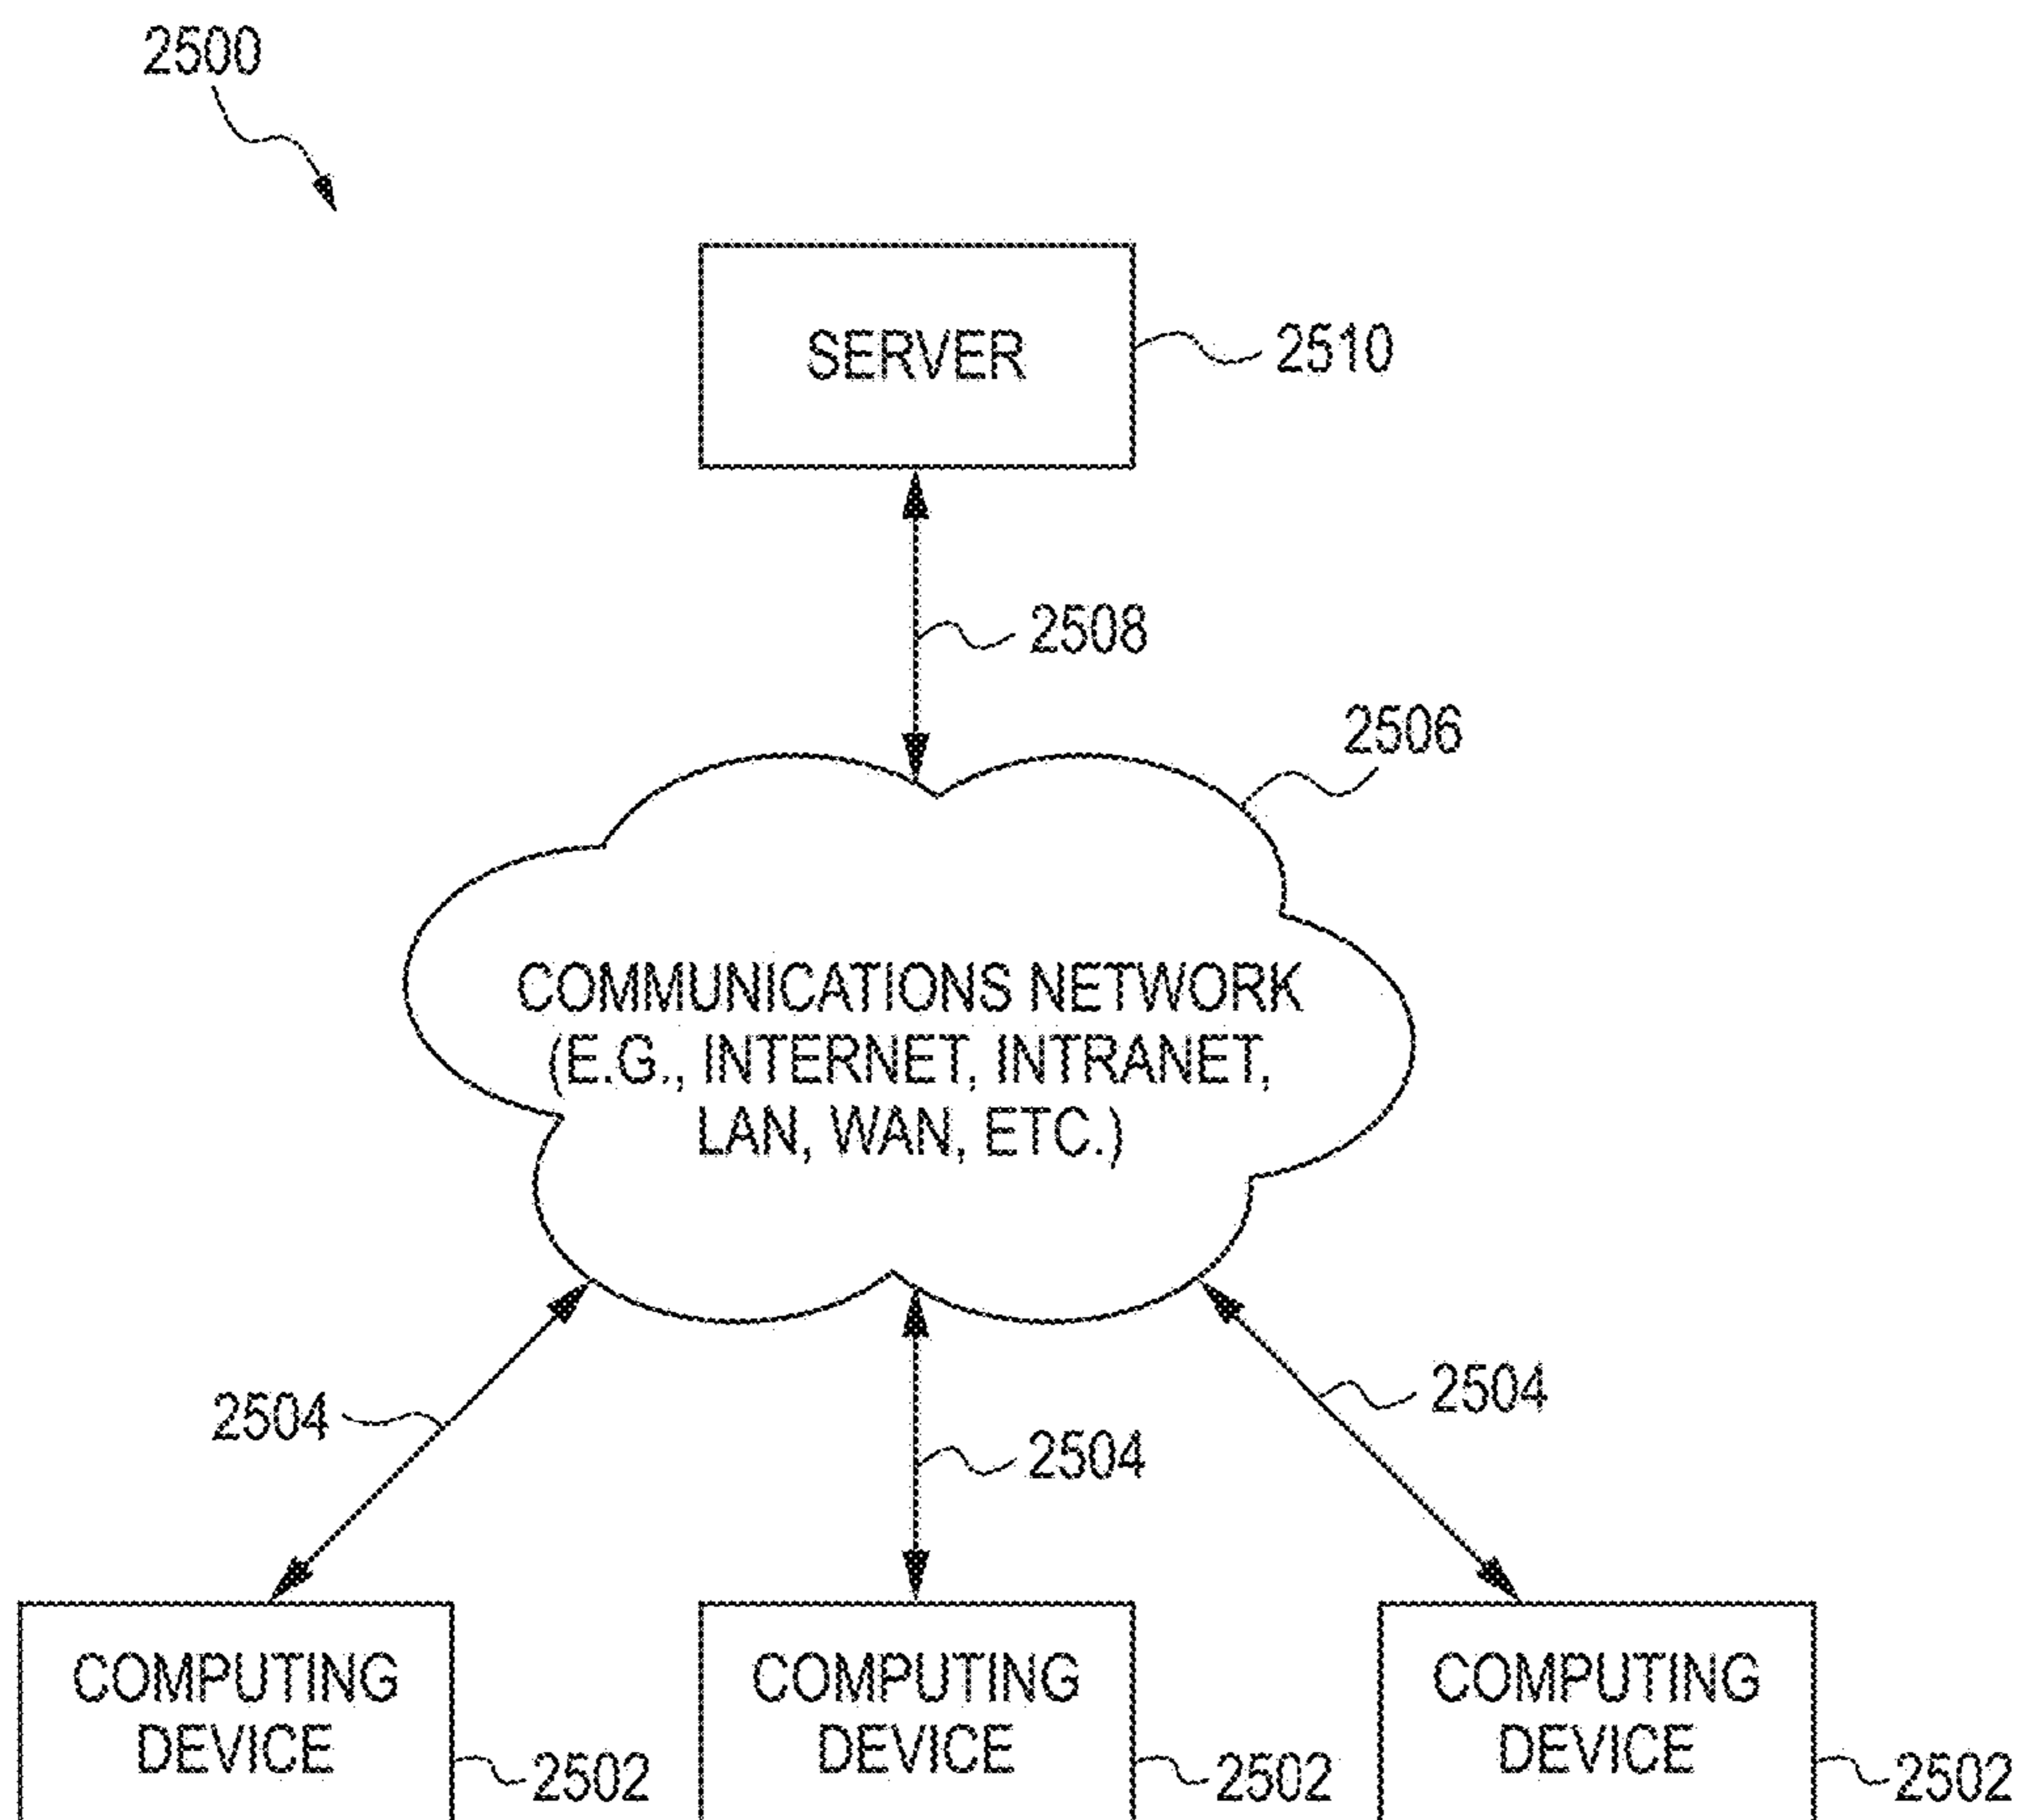 2500
SERVER
2510
2508
2506
COMMUNICATIONS NETWORK
(E.G., INTERNET, INTRANET,
LAN, WAN, ETC.)
2504
2504
2504
COMPUTING
DEVICE
2502
COMPUTING
DEVICE
2502
COMPUTING
DEVICE
2502